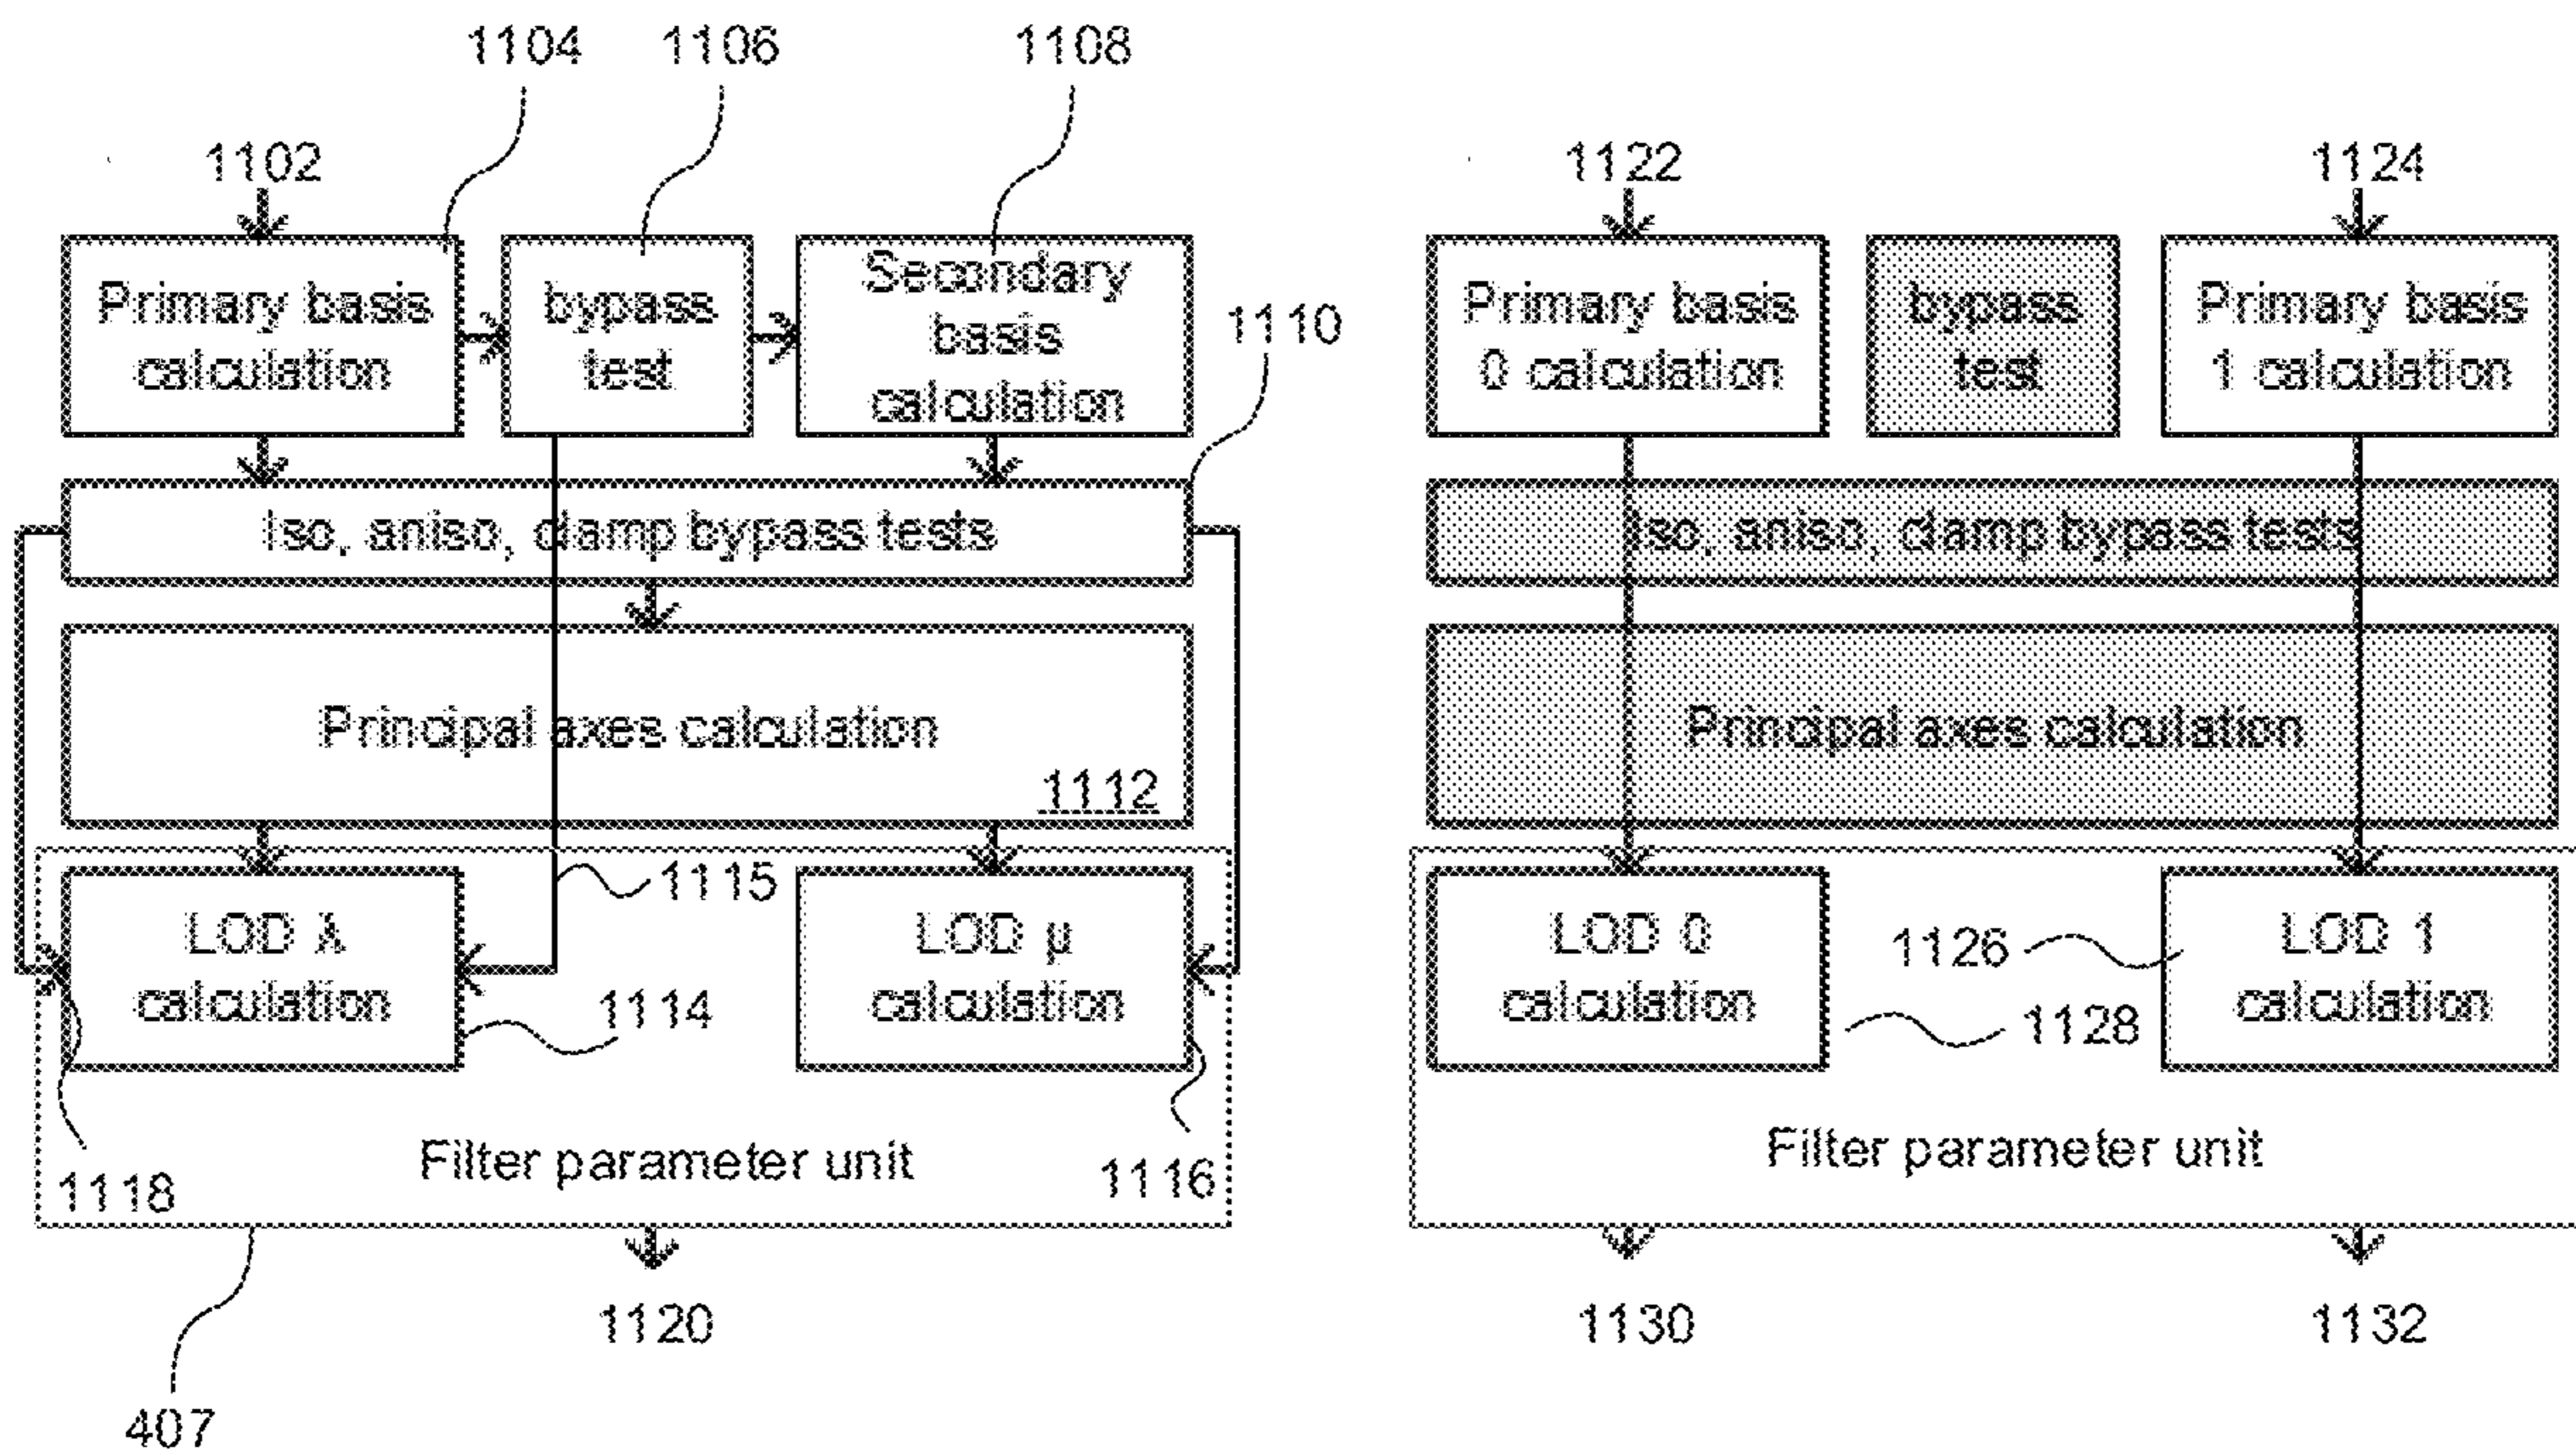 1104
1106
1108
1102
Primary basis
calculation
bypass
test
Secondary
basis
calculation
1110
Iso, aniso, clamp bypass tests
Principal axes calculation
1112
1115
LOD λ
calculation
LOD μ
calculation
1114
1118
Filter parameter unit
1116
1120
407
1122
1124
Primary basis
0 calculation
bypass
test
Primary basis
1 calculation
Iso, aniso, clamp bypass tests
Principal axes calculation
LOD 0
calculation
1126
LOD 1
calculation
1128
Filter parameter unit
1130
1132